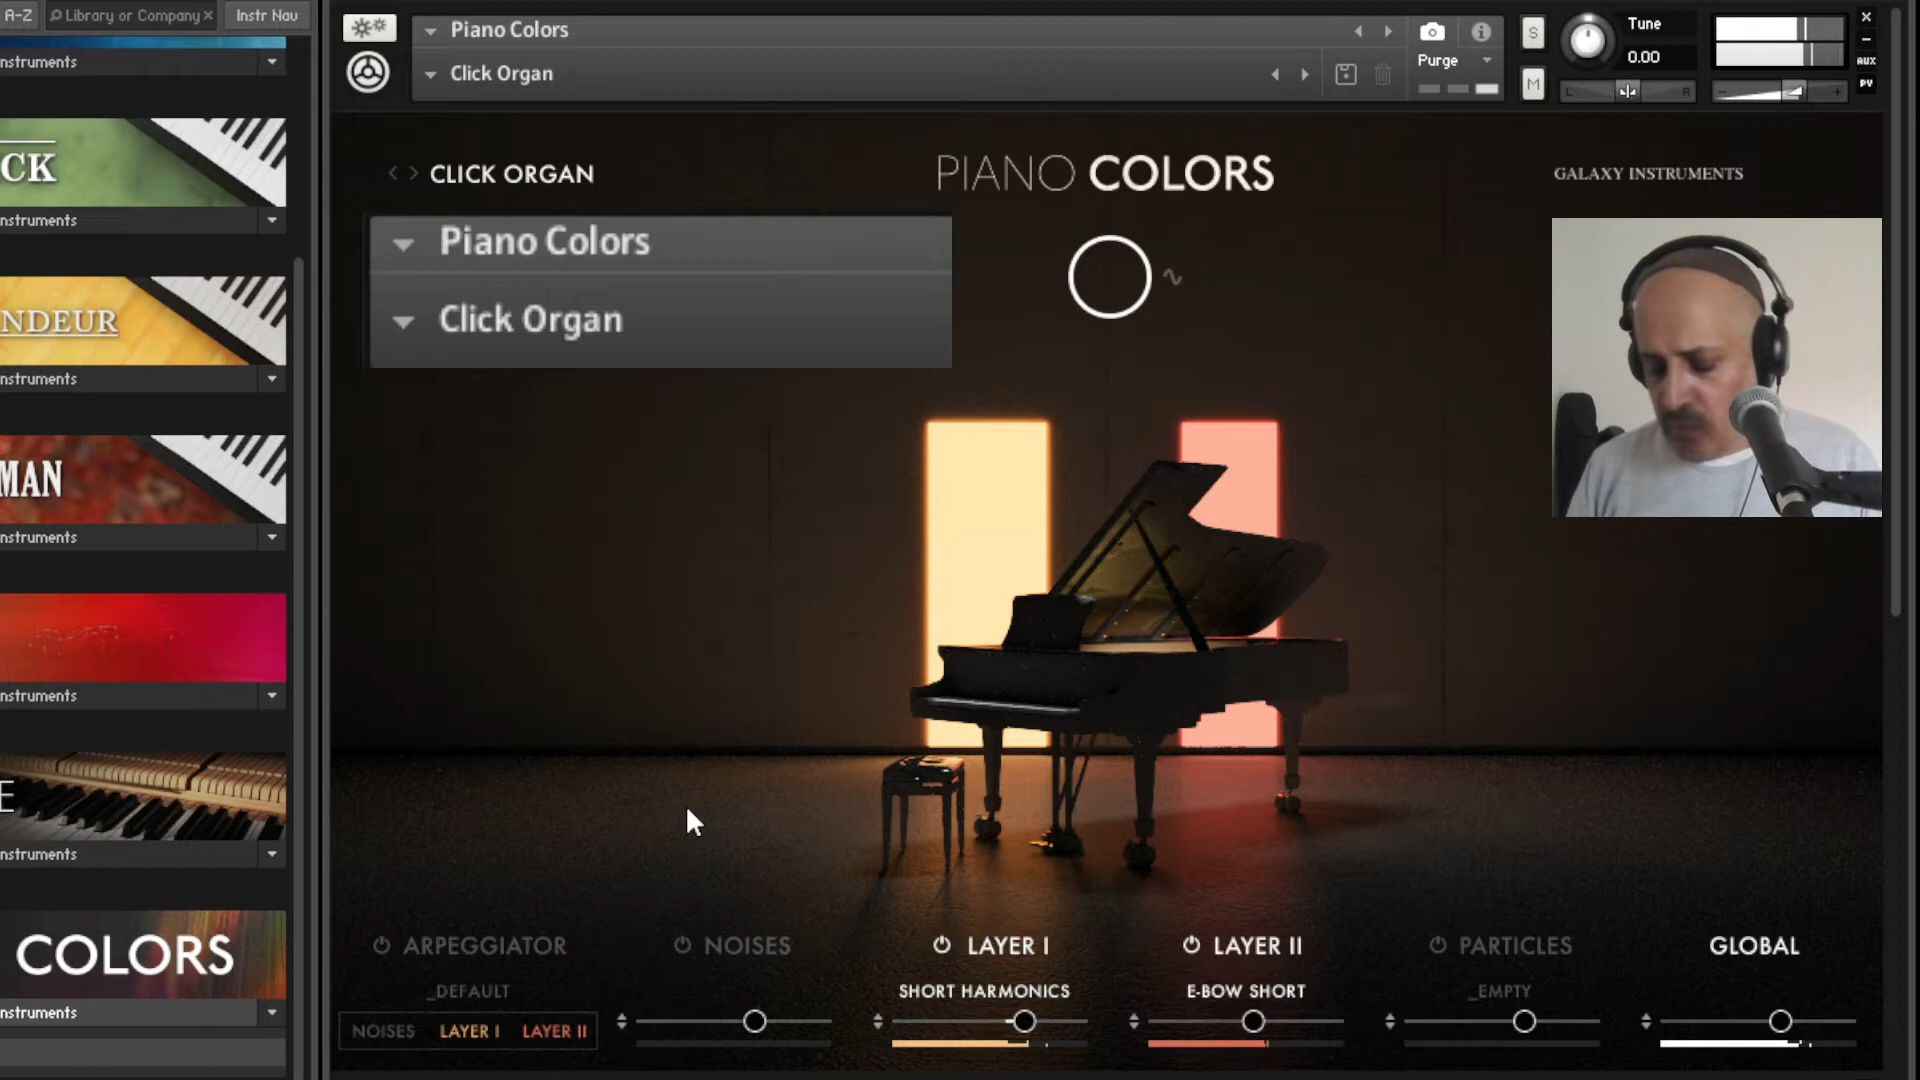 A-Z
Library or Company
Instr Nav
nstruments
CK
nstruments
NDEUR
nstruments
MAN
nstruments
nstruments
E
nstruments
COLORS
nstruments
Piano Colors
Click Organ
Purge
S
M
Tune
0.00
L
R
AUX
PV
CLICK ORGAN
PIANO COLORS
GALAXY INSTRUMENTS
Piano Colors
Click Organ
ARPEGGIATOR
NOISES
LAYER I
LAYER II
PARTICLES
GLOBAL
_DEFAULT
SHORT HARMONICS
E-BOW SHORT
_EMPTY
NOISES LAYER I LAYER II